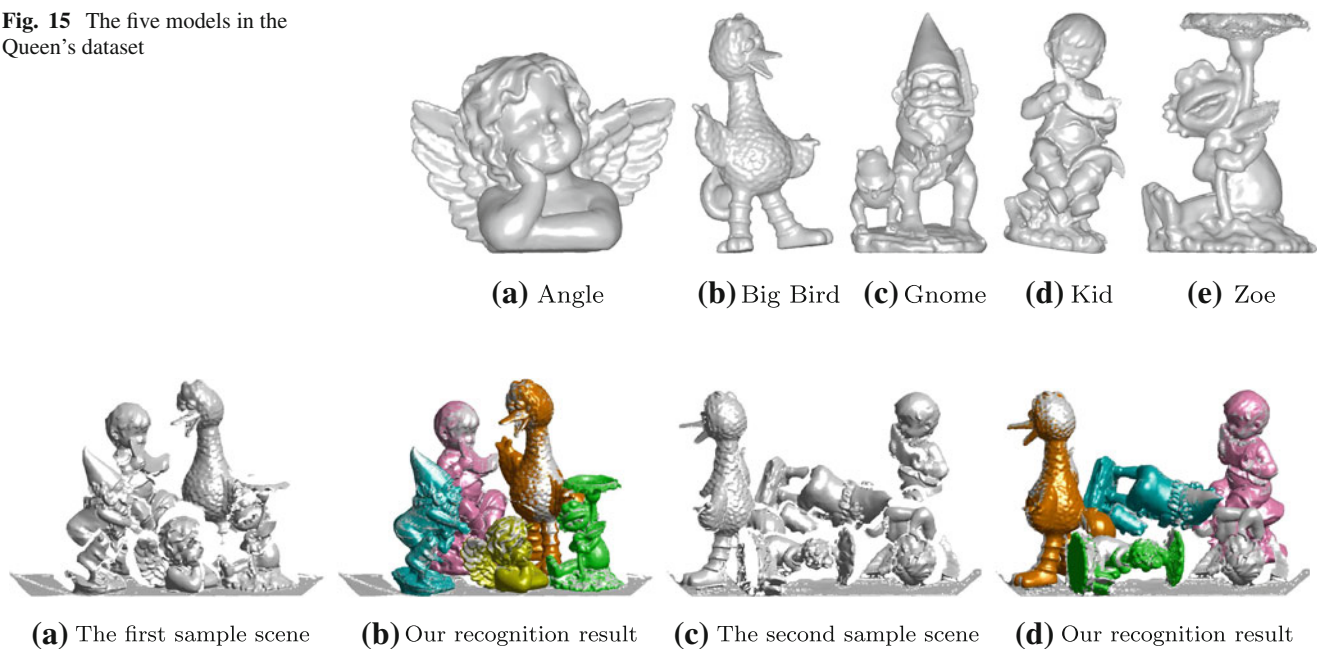 Fig. 15 The five models in the
Queen's dataset
(a) Angle
(b) Big Bird
(c) Gnome
(d) Kid
(e) Zoe
(a) The first sample scene
(b) Our recognition result
(c) The second sample scene
(d) Our recognition result